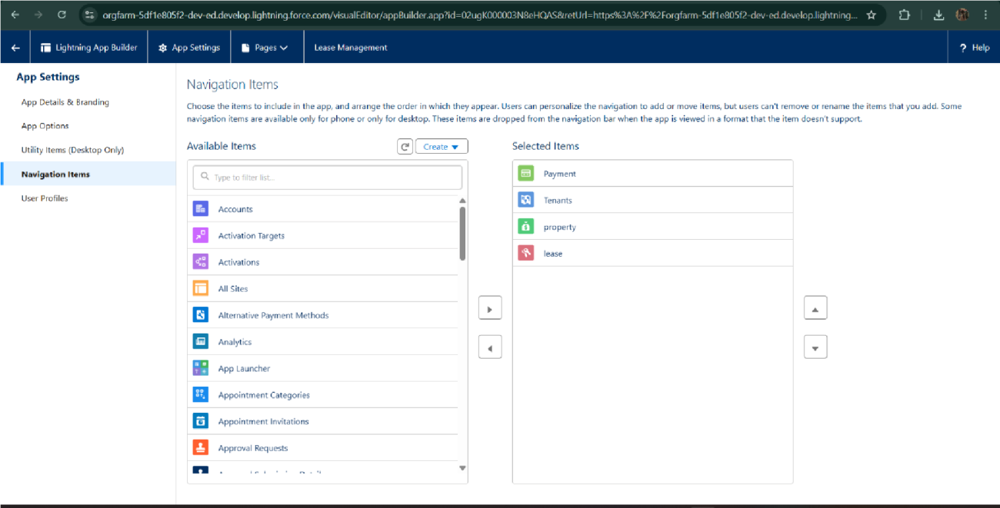 orgfarm-5df1e805f2-dev-ed.develop.lightning.force.com/visualEditor/appBuilder.app?id=02ugK000003N8eHQAS&retUrl=https%3A%2F%2Forgfarm-5df1e805f2-dev-ed.develop.lightning...
Lightning App Builder App Settings Pages Lease Management ? Help
App Settings
App Details & Branding
App Options
Utility Items (Desktop Only)
Navigation Items
User Profiles
Navigation Items
Choose the items to include in the app, and arrange the order in which they appear. Users can personalize the navigation to add or move items, but users can't remove or rename the items that you add. Some
navigation items are available only for phone or only for desktop. These items are dropped from the navigation bar when the app is viewed in a format that the item doesn't support.
Available Items
Create
Type to filter list...
Accounts
Activation Targets
Activations
All Sites
Alternative Payment Methods
Analytics
App Launcher
Appointment Categories
Appointment Invitations
Approval Requests
Selected Items
Payment
Tenants
property
lease